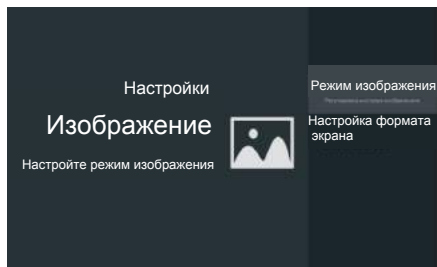 Настройки
Изображение
Настройте режим изображения
Режим изображения
Настройка формата
экрана